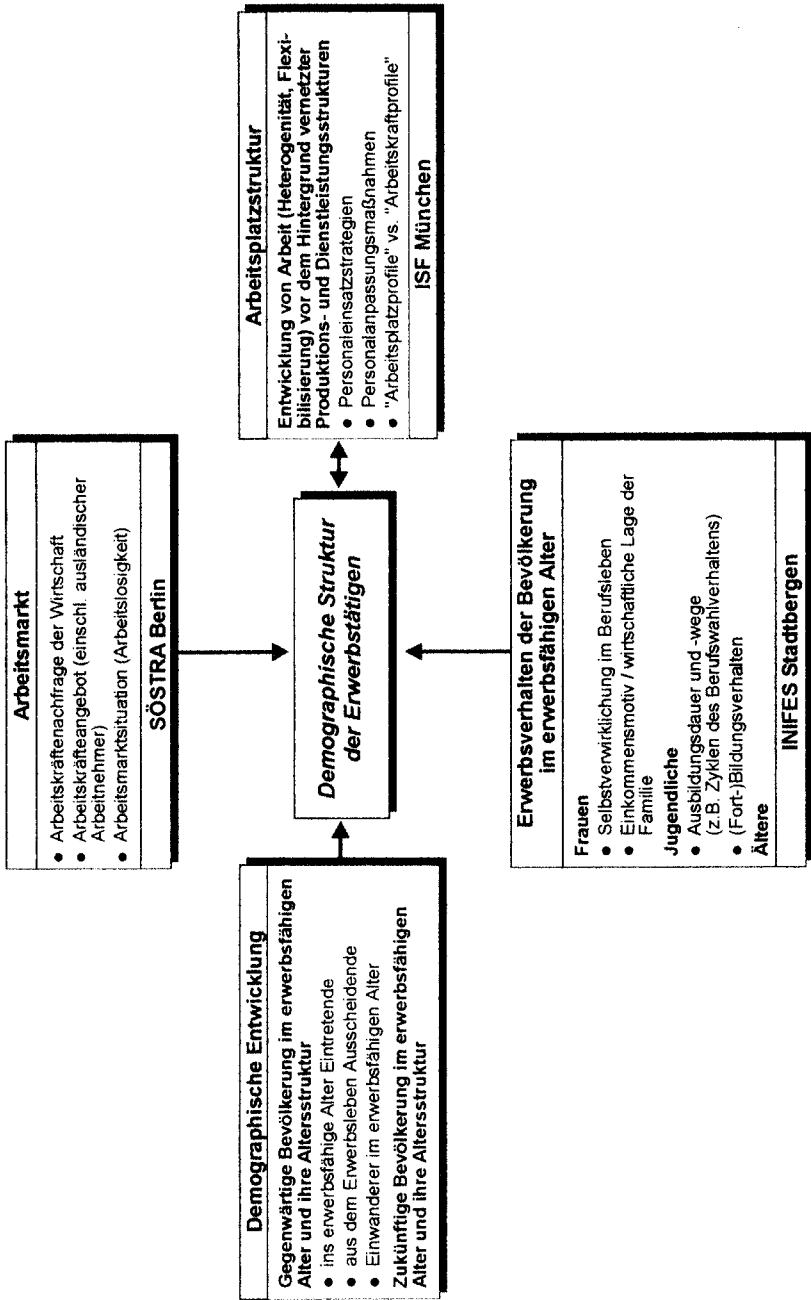 Arbeitsmarkt
● Arbeitskräftenachfrage der Wirtschaft
● Arbeitskräfteangebot (einschl. ausländischer
Arbeitnehmer)
● Arbeitsmarktsituation (Arbeitslosigkeit)
SÖSTRA Berlin
Demographische Entwicklung
Gegenwärtige Bevölkerung im erwerbsfähigen
Alter und ihre Altersstruktur
● ins erwerbsfähige Alter Eintretende
● aus dem Erwerbsleben Ausscheidende
● Einwanderer im erwerbsfähigen Alter
Zukünftige Bevölkerung im erwerbsfähigen
Alter und ihre Altersstruktur
Demographische Struktur
der Erwerbstätigen
Arbeitsplatzstruktur
Entwicklung von Arbeit (Heterogenität, Flexi-
bilisierung) vor dem Hintergrund vernetzter
Produktions- und Dienstleistungsstrukturen
● Personaleinsatzstrategien
● Personalanpassungsmaßnahmen
● "Arbeitsplatzprofile" vs. "Arbeitskraftprofile"
ISF München
Erwerbsverhalten der Bevölkerung
im erwerbsfähigen Alter
Frauen
● Selbstverwirklichung im Berufsleben
● Einkommensmotiv / wirtschaftliche Lage der
Familie
Jugendliche
● Ausbildungsdauer und -wege
(z.B. Zyklen des Berufswahlverhaltens)
● (Fort-)Bildungsverhalten
Ältere
INIFES Stadtbergen